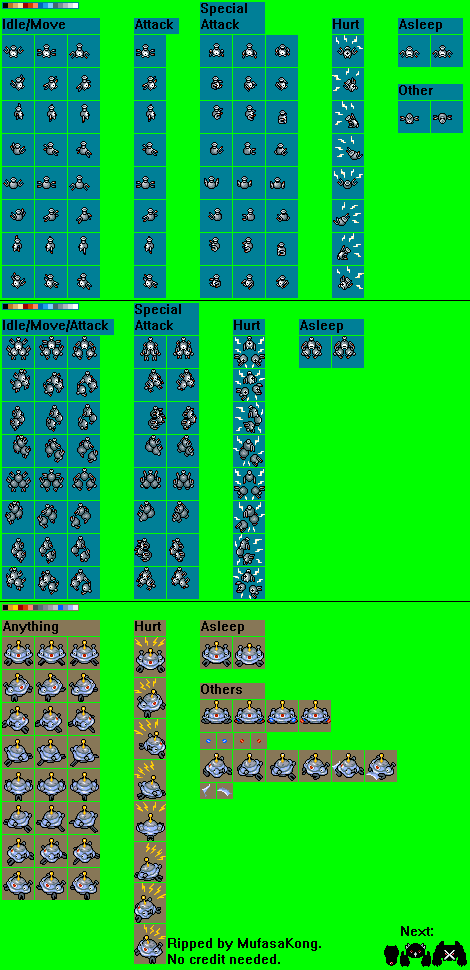 Idle/Move
Attack
Special
Attack
Hurt
Asleep
Other
Idle/Move/Attack
Special
Attack
Hurt
Asleep
Anything
Hurt
Asleep
Others
Next:
Ripped by MufasaKong.
No credit needed.